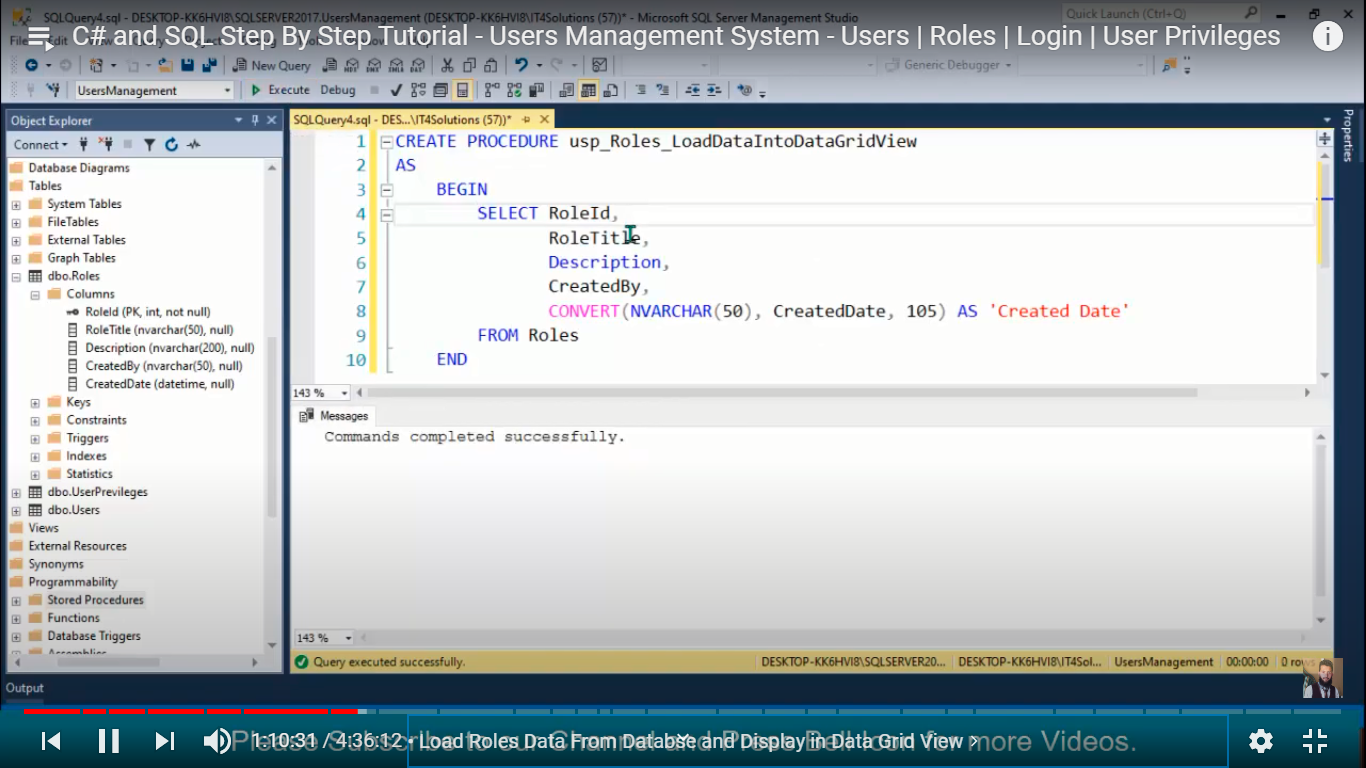 SQLQuery4.sql - DESKTOP-KK6HVI8\SQLSERVER2017.UsersManagement (DESKTOP-KK6HVI8\IT4Solutions (57))* - Microsoft SQL Server Management Studio
Quick Launch (Ctrl+Q)
C# and SQL Step By Step Tutorial - Users Management System - Users | Roles | Login | User Privileges
New Query
Generic Debugger
UsersManagement
Execute
Debug
Object Explorer
Connect
Database Diagrams
Tables
System Tables
FileTables
External Tables
Graph Tables
dbo.Roles
Columns
RoleId (PK, int, not null)
RoleTitle (nvarchar(50), null)
Description (nvarchar(200), null)
CreatedBy (nvarchar(50), null)
CreatedDate (datetime, null)
Keys
Constraints
Triggers
Indexes
Statistics
dbo.UserPrevileges
dbo.Users
Views
External Resources
Synonyms
Programmability
Stored Procedures
Functions
Database Triggers
Assemblies
SQLQuery4.sql - DES...\IT4Solutions (57))*
1 CREATE PROCEDURE usp_Roles_LoadDataIntoDataGridView
2 AS
3 BEGIN
4 SELECT RoleId,
5 RoleTitle,
6 Description,
7 CreatedBy,
8 CONVERT(NVARCHAR(50), CreatedDate, 105) AS 'Created Date'
9 FROM Roles
10 END
143 %
Messages
Commands completed successfully.
143 %
Query executed successfully.
DESKTOP-KK6HVI8\SQLSERVER20...
DESKTOP-KK6HVI8\IT4Sol...
UsersManagement
00:00:00
0 rows
Properties
Output
Please Subscribe to our Channel and Press Bell Icon for more Videos.
1:10:31 / 4:36:12 • Load Roles Data From Databse and Display in Data Grid View >